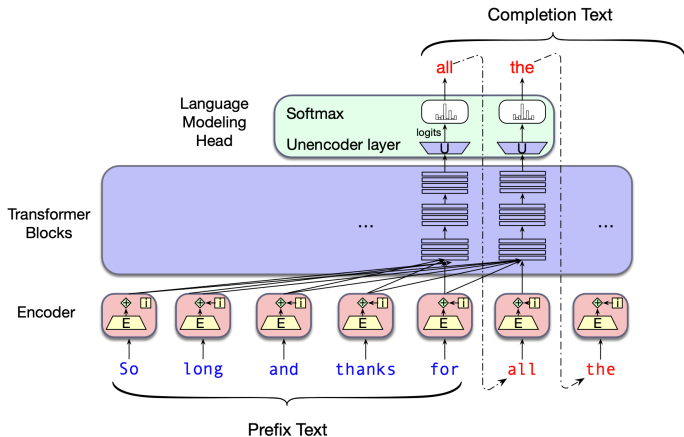 Completion Text
all the
Language
Modeling
Head
Softmax
logits
Unencoder layer
U U
Transformer
Blocks
... ...
Encoder
i i i i i i i
E E E E E E E
So long and thanks for all the
Prefix Text